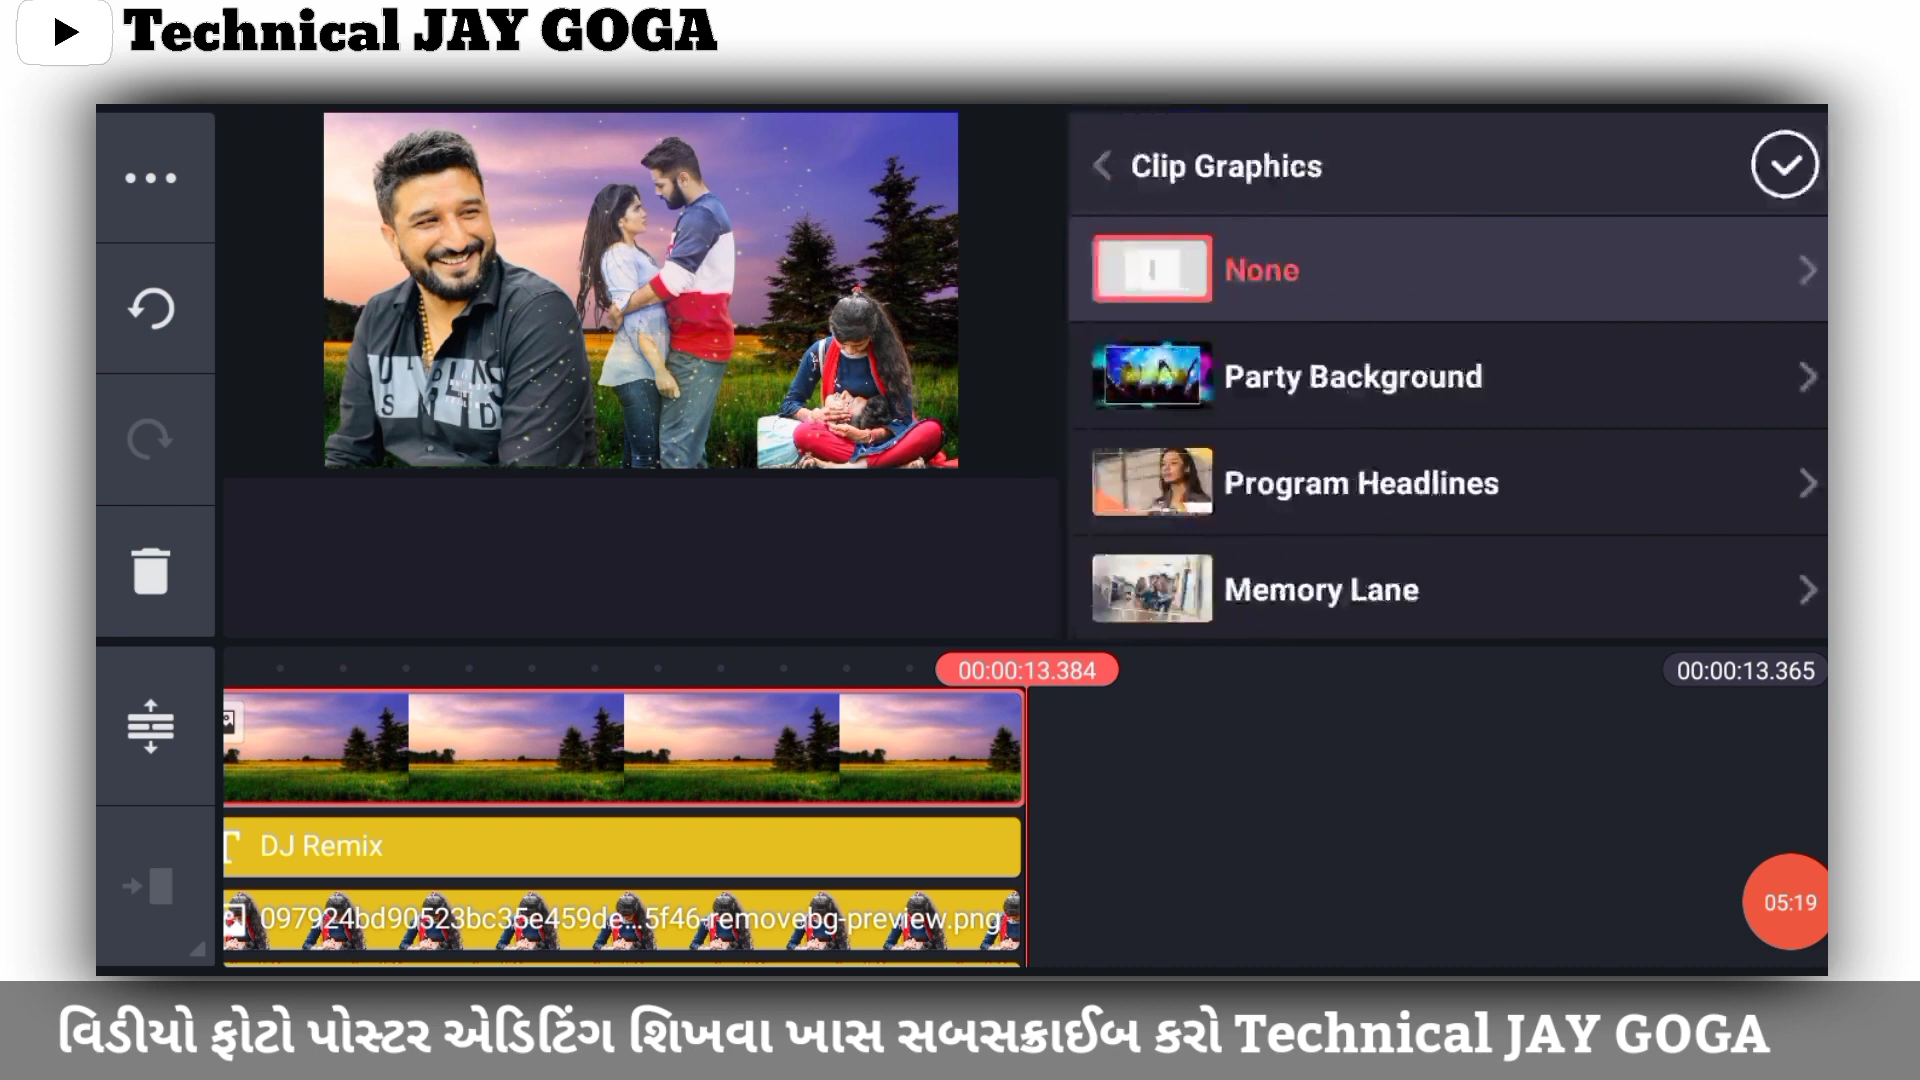 Technical JAY GOGA
Clip Graphics
None
Party Background
Program Headlines
Memory Lane
00:00:13.384
00:00:13.365
DJ Remix
097924bd90523bc35e459de...5f46-removebg-preview.png
05:19
વિડીયો ફોટો પોસ્ટર એડિટિંગ શિખવા ખાસ સબસક્રાઈબ કરો Technical JAY GOGA